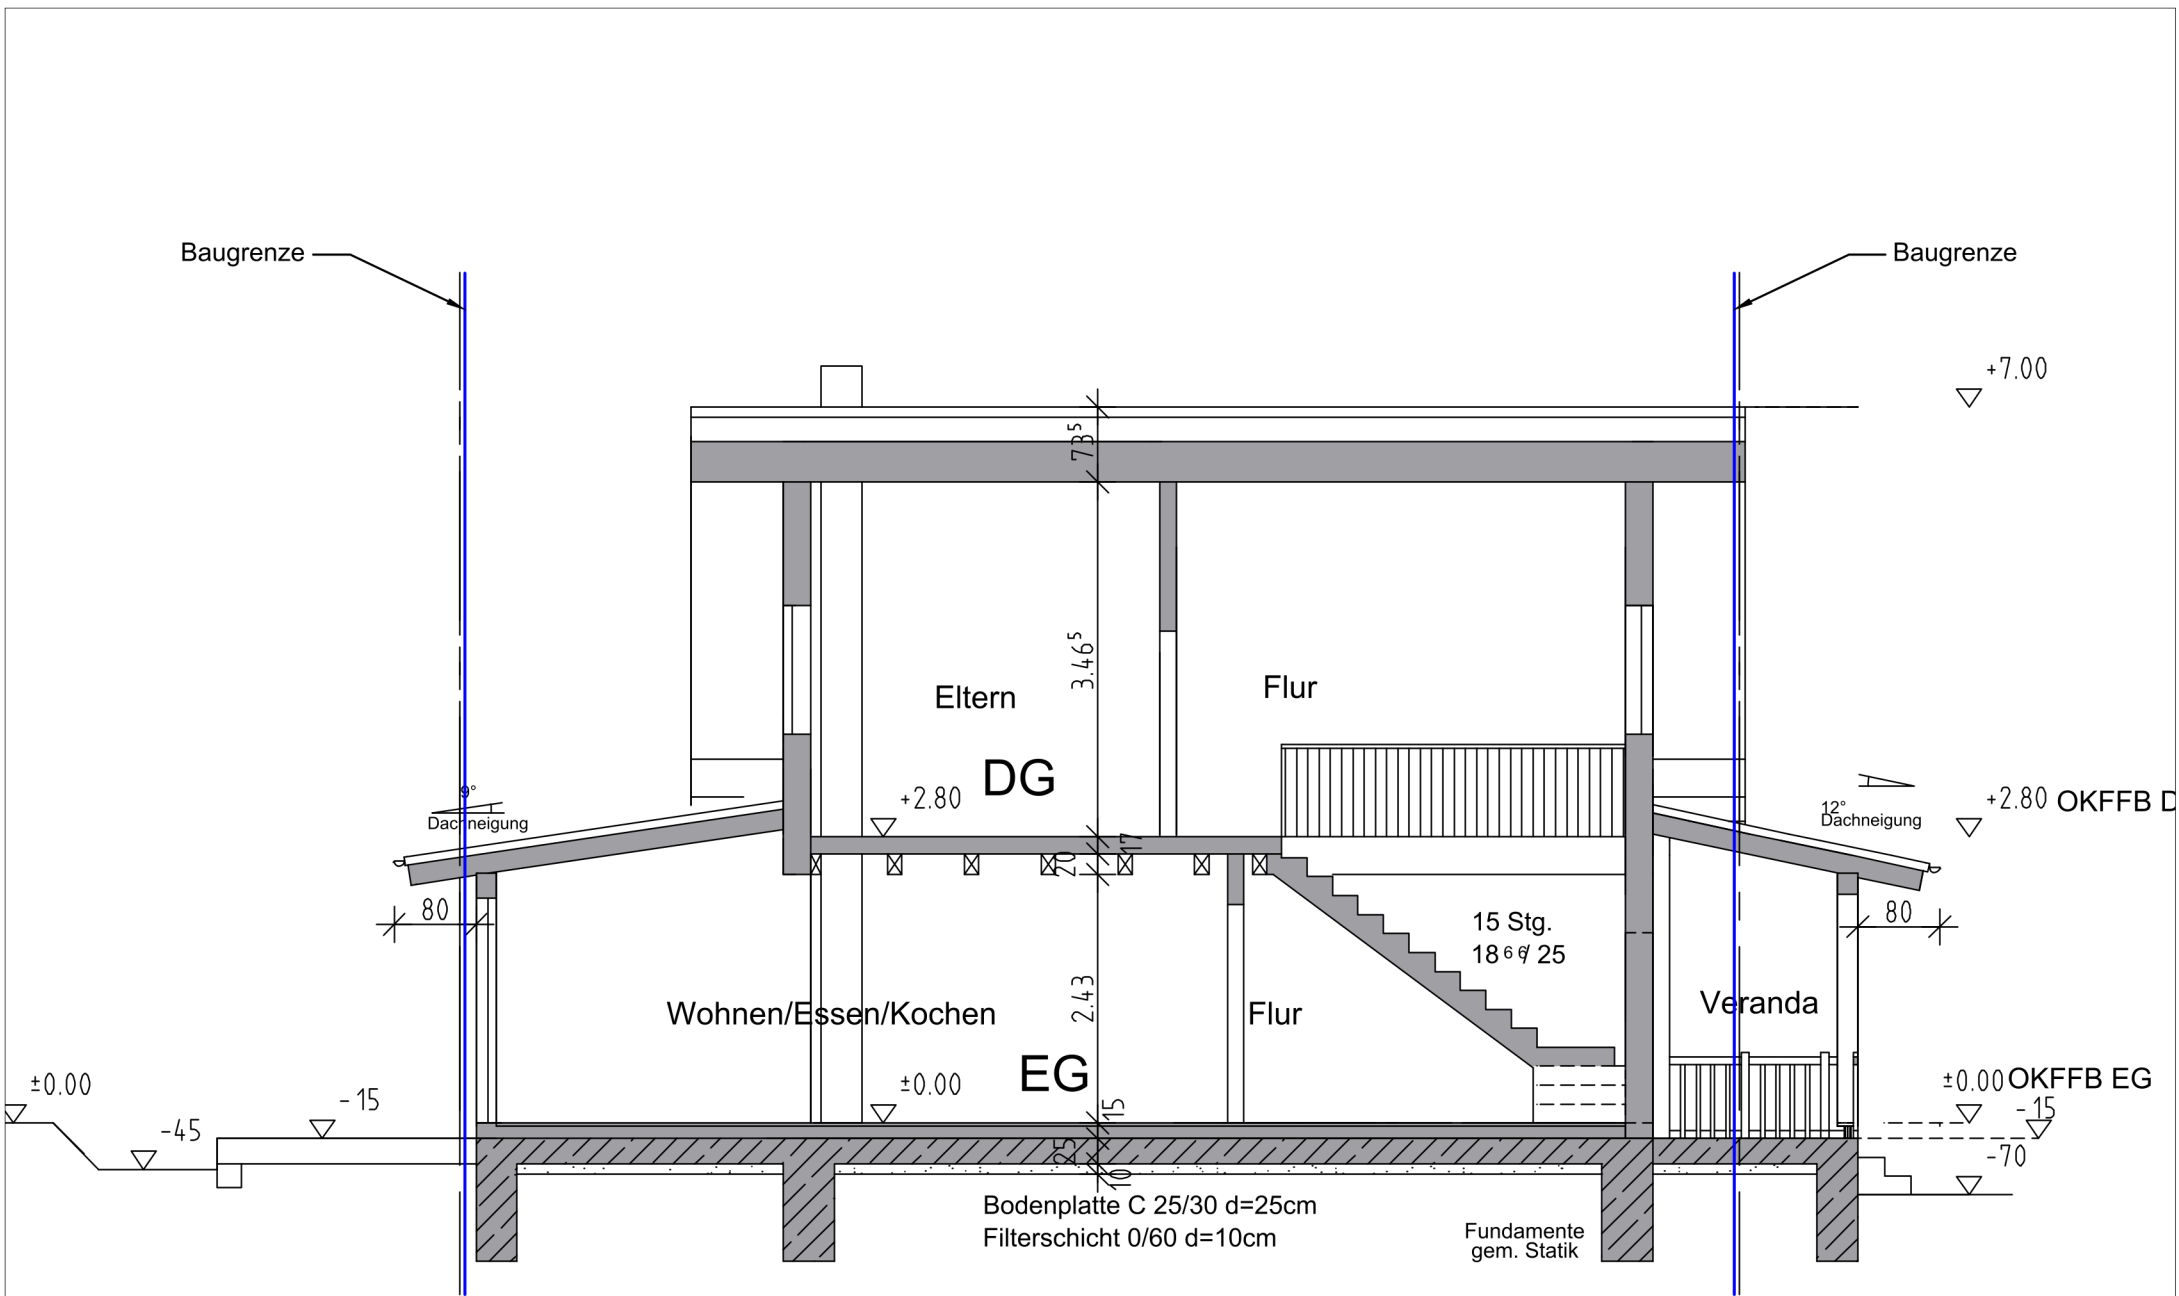 Baugrenze
Baugrenze
+7.00
73⁵
3.46⁵
Eltern
Flur
DG
+2.80
9°
Dachneigung
12°
Dachneigung
+2.80 OKFFB D
17
20
80
80
15 Stg.
18⁶⁶/ 25
2.43
Wohnen/Essen/Kochen
Flur
Veranda
EG
±0.00
±0.00
±0.00 OKFFB EG
-15
-15
-45
15
25
10
-70
Bodenplatte C 25/30 d=25cm
Filterschicht 0/60 d=10cm
Fundamente
gem. Statik